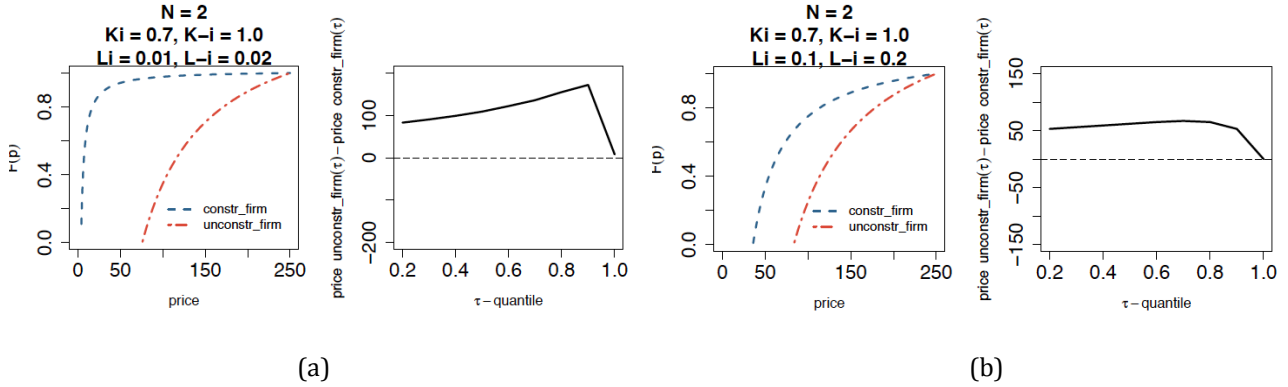 N = 2
Ki = 0.7, K−i = 1.0
Li = 0.01, L−i = 0.02
F(p)
0.0 0.4 0.8
constr_firm
unconstr_firm
0 50 150 250
price
price unconstr_firm(τ) − price constr_firm(τ)
−200 0 100
0.2 0.4 0.6 0.8 1.0
τ − quantile
(a)
N = 2
Ki = 0.7, K−i = 1.0
Li = 0.1, L−i = 0.2
F(p)
0.0 0.4 0.8
constr_firm
unconstr_firm
0 50 150 250
price
price unconstr_firm(τ) − price constr_firm(τ)
−150 −50 50 150
0.2 0.4 0.6 0.8 1.0
τ − quantile
(b)